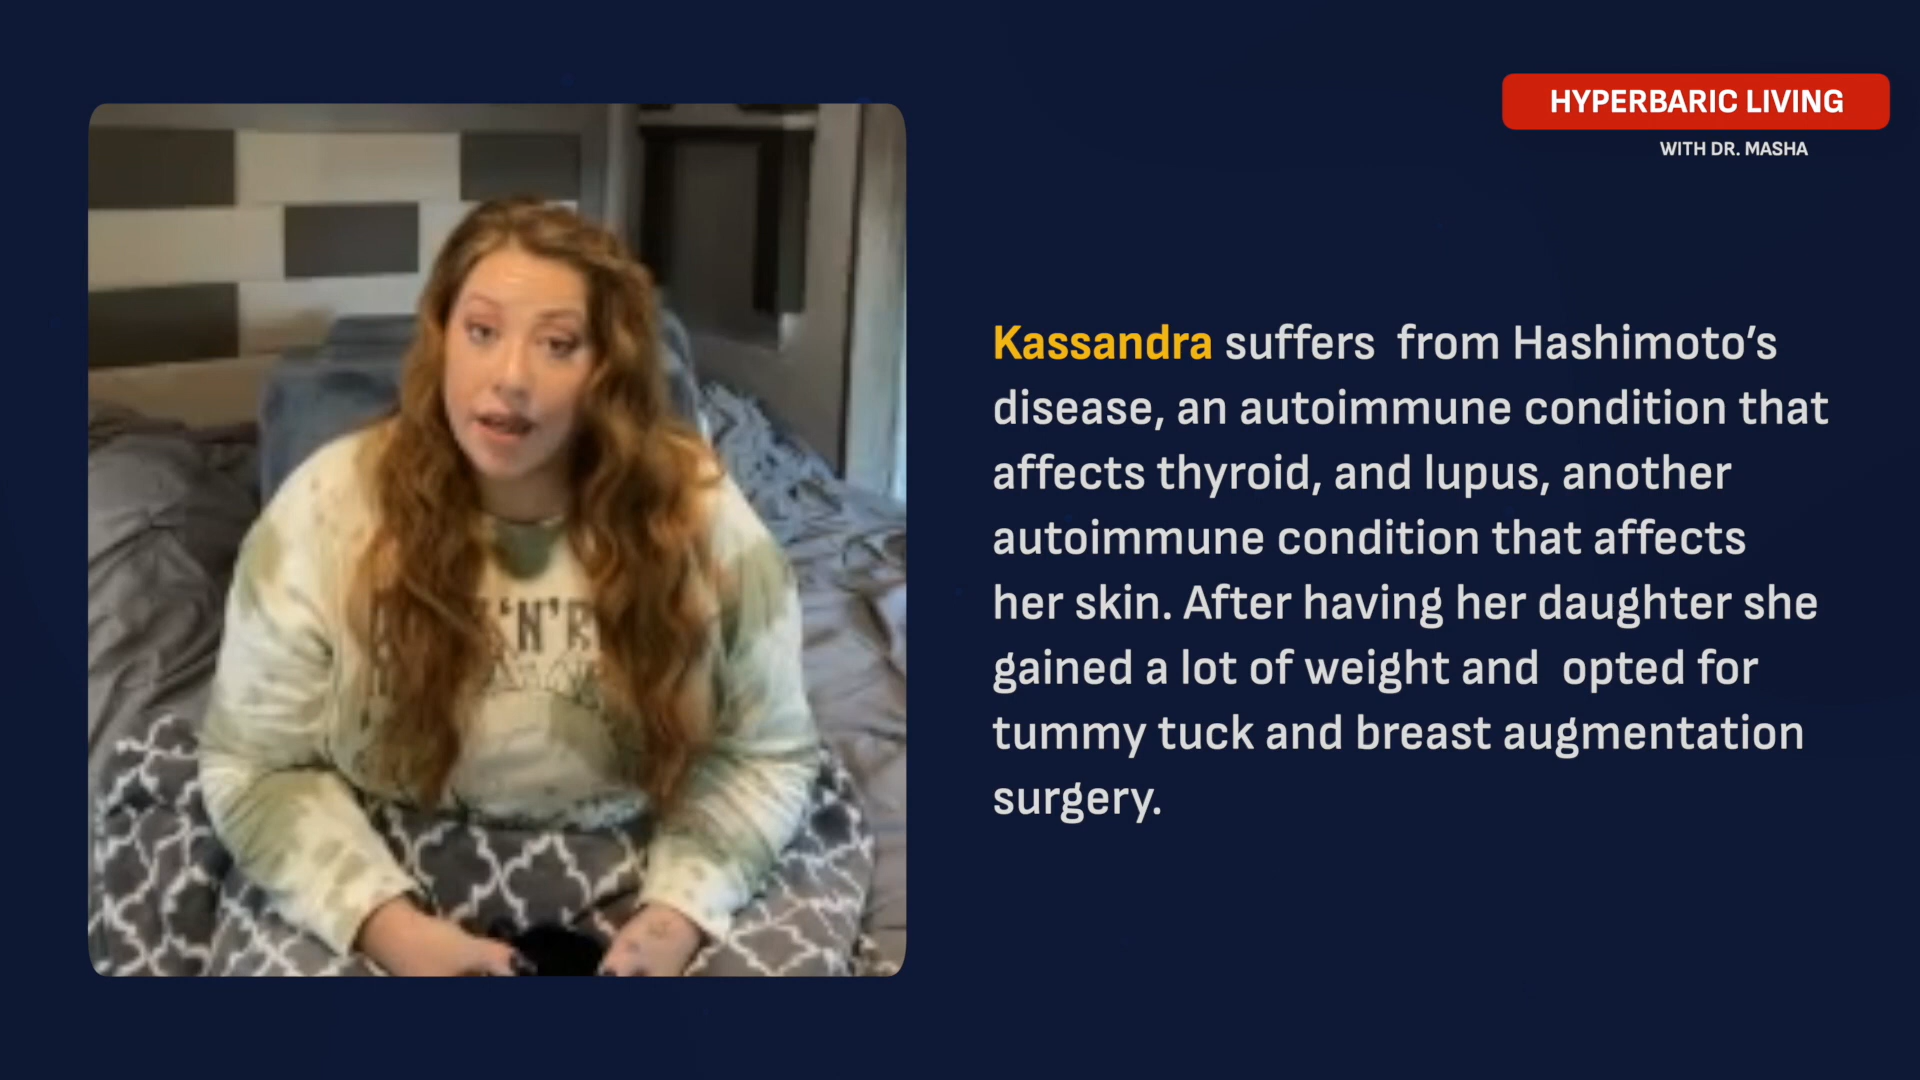 HYPERBARIC LIVING
WITH DR. MASHA
Kassandra suffers  from Hashimoto’s
disease, an autoimmune condition that
affects thyroid, and lupus, another
autoimmune condition that affects
her skin. After having her daughter she
gained a lot of weight and  opted for
tummy tuck and breast augmentation
surgery.
'N'R